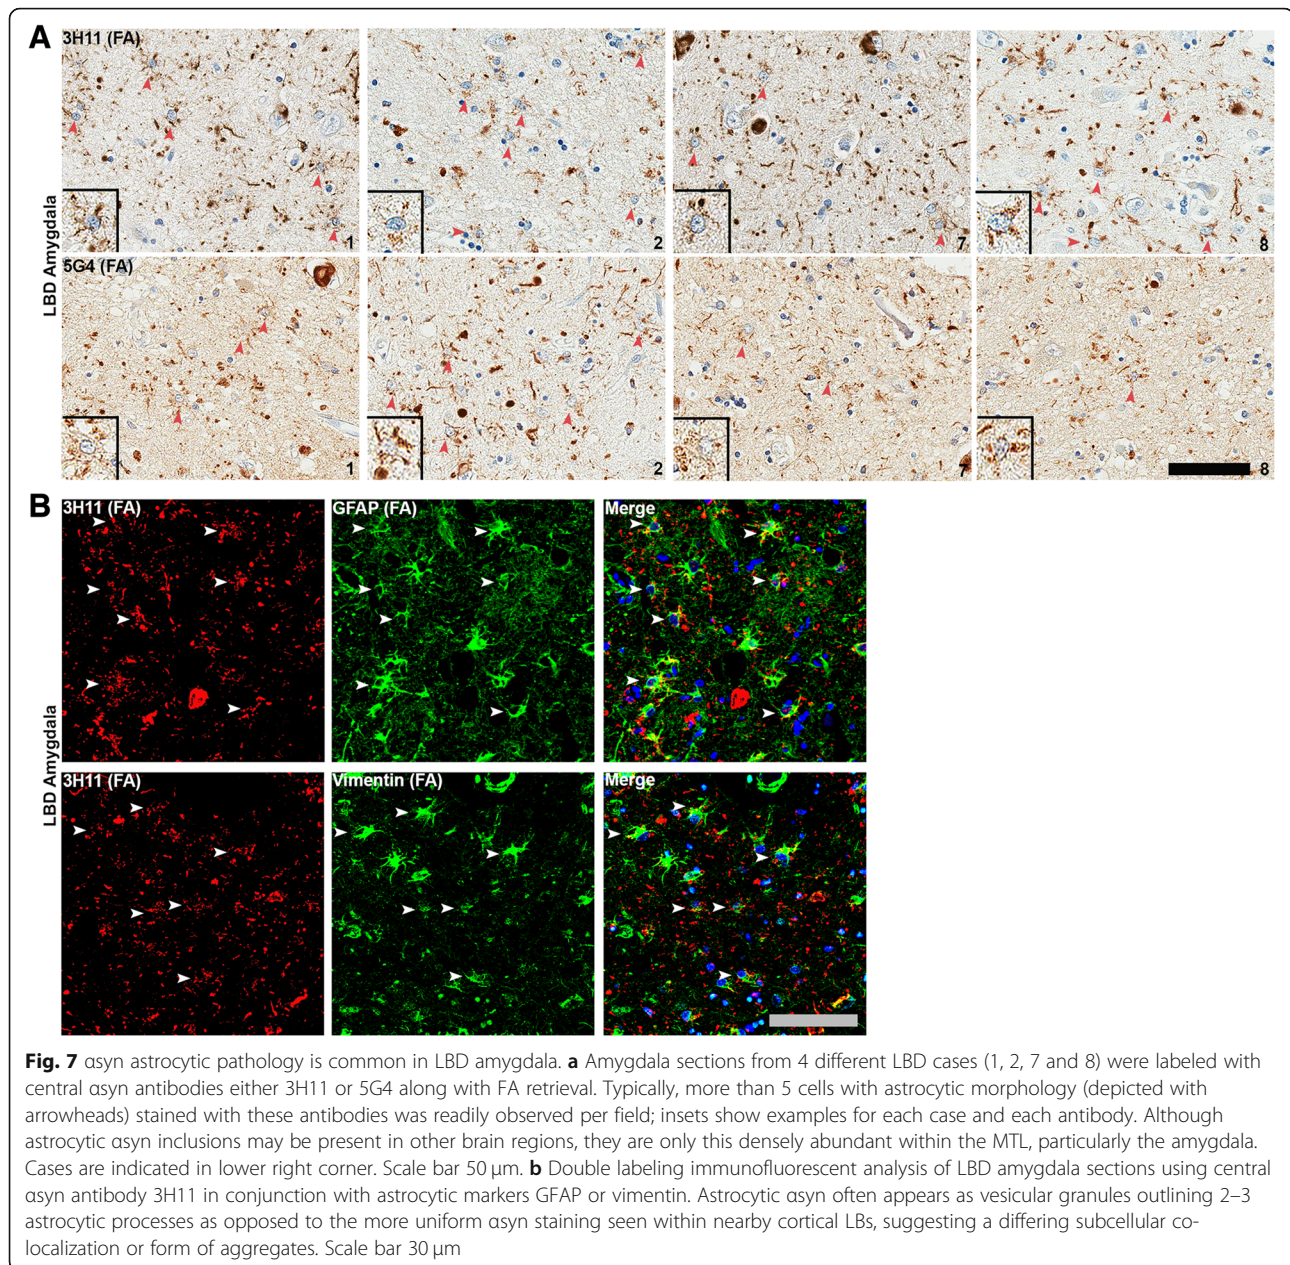 A
3H11 (FA)
1
2
7
8
LBD Amygdala
5G4 (FA)
1
2
7
8
B
3H11 (FA)
GFAP (FA)
Merge
LBD Amygdala
3H11 (FA)
Vimentin (FA)
Merge
Fig. 7 αsyn astrocytic pathology is common in LBD amygdala. a Amygdala sections from 4 different LBD cases (1, 2, 7 and 8) were labeled with
central αsyn antibodies either 3H11 or 5G4 along with FA retrieval. Typically, more than 5 cells with astrocytic morphology (depicted with
arrowheads) stained with these antibodies was readily observed per field; insets show examples for each case and each antibody. Although
astrocytic αsyn inclusions may be present in other brain regions, they are only this densely abundant within the MTL, particularly the amygdala.
Cases are indicated in lower right corner. Scale bar 50 μm. b Double labeling immunofluorescent analysis of LBD amygdala sections using central
αsyn antibody 3H11 in conjunction with astrocytic markers GFAP or vimentin. Astrocytic αsyn often appears as vesicular granules outlining 2–3
astrocytic processes as opposed to the more uniform αsyn staining seen within nearby cortical LBs, suggesting a differing subcellular co-
localization or form of aggregates. Scale bar 30 μm